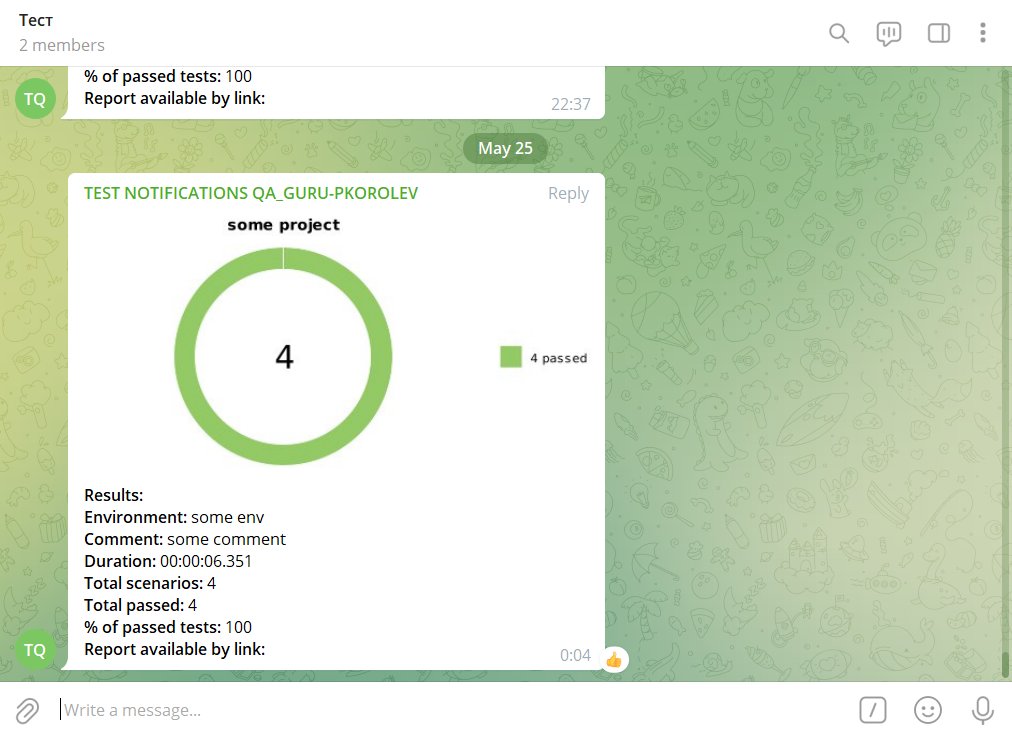 Тест
2 members
% of passed tests: 100
Report available by link:
22:37
TQ
May 25
TEST NOTIFICATIONS QA_GURU-PKOROLEV
Reply
some project
4
4 passed
Results:
Environment: some env
Comment: some comment
Duration: 00:00:06.351
Total scenarios: 4
Total passed: 4
% of passed tests: 100
Report available by link:
TQ
0:04
Write a message...